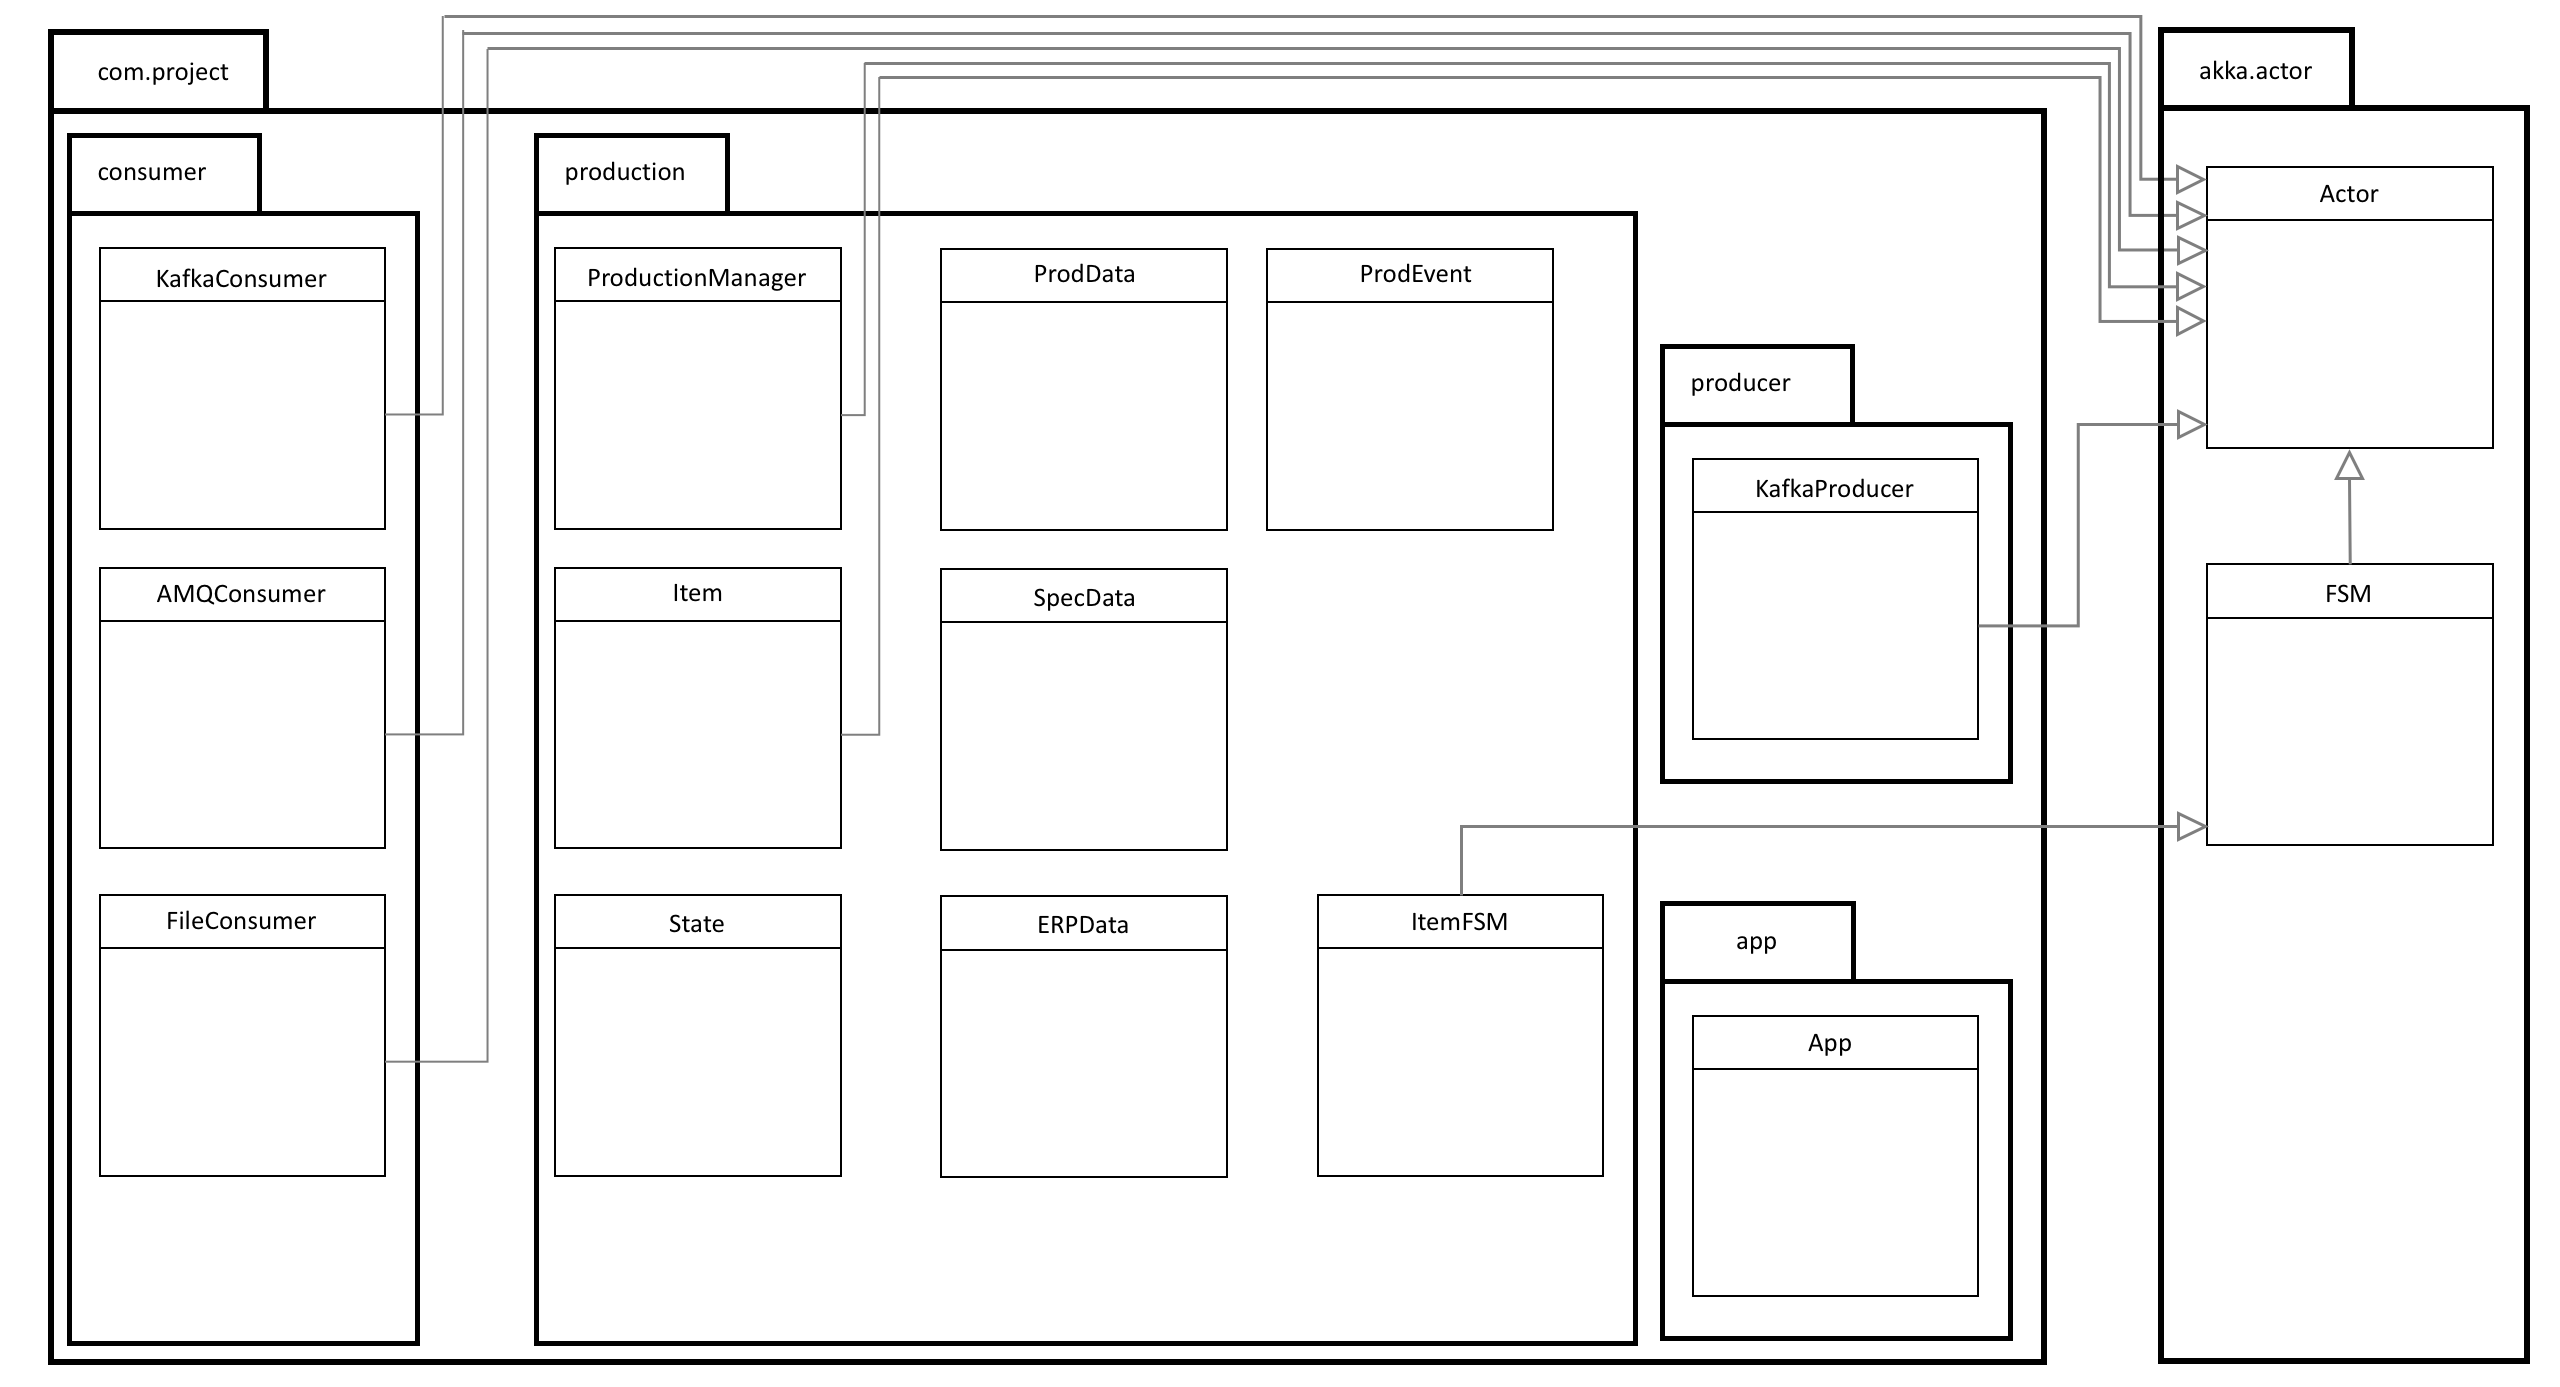 com.project
akka.actor
consumer
production
Actor
KafkaConsumer
ProductionManager
ProdData
ProdEvent
producer
KafkaProducer
AMQConsumer
Item
SpecData
FSM
FileConsumer
State
ERPData
ItemFSM
app
App